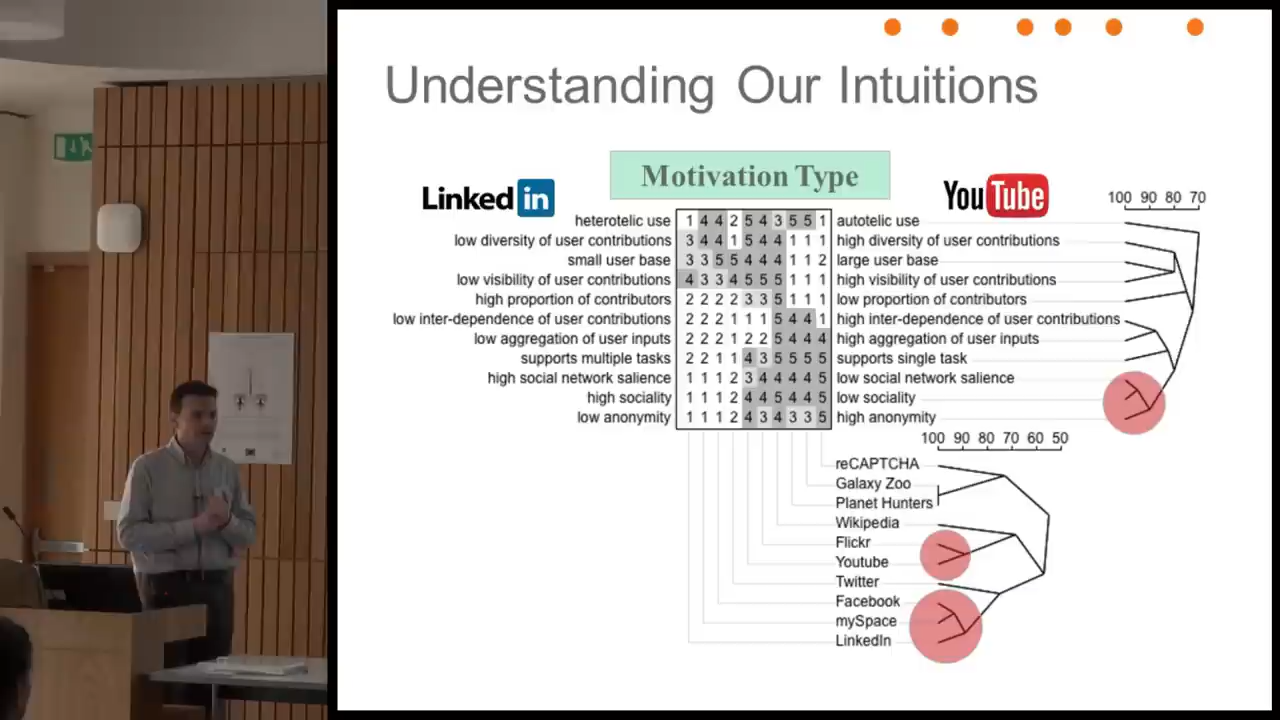 Understanding Our Intuitions
Motivation Type
Linked in
YouTube
100 90 80 70
heterotelic use 1 4 4 2 5 4 3 5 5 1 autotelic use
low diversity of user contributions 3 4 4 1 5 4 4 1 1 1 high diversity of user contributions
small user base 3 3 5 5 4 4 4 1 1 2 large user base
low visibility of user contributions 4 3 3 4 5 5 5 1 1 1 high visibility of user contributions
high proportion of contributors 2 2 2 2 3 3 5 1 1 1 low proportion of contributors
low inter-dependence of user contributions 2 2 2 1 1 1 5 4 4 1 high inter-dependence of user contributions
low aggregation of user inputs 2 2 2 1 2 2 5 4 4 4 high aggregation of user inputs
supports multiple tasks 2 2 1 1 4 3 5 5 5 5 supports single task
high social network salience 1 1 1 2 3 4 4 4 4 5 low social network salience
high sociality 1 1 1 2 4 4 5 4 4 5 low sociality
low anonymity 1 1 1 2 4 3 4 3 3 5 high anonymity
100 90 80 70 60 50
reCAPTCHA
Galaxy Zoo
Planet Hunters
Wikipedia
Flickr
Youtube
Twitter
Facebook
mySpace
LinkedIn